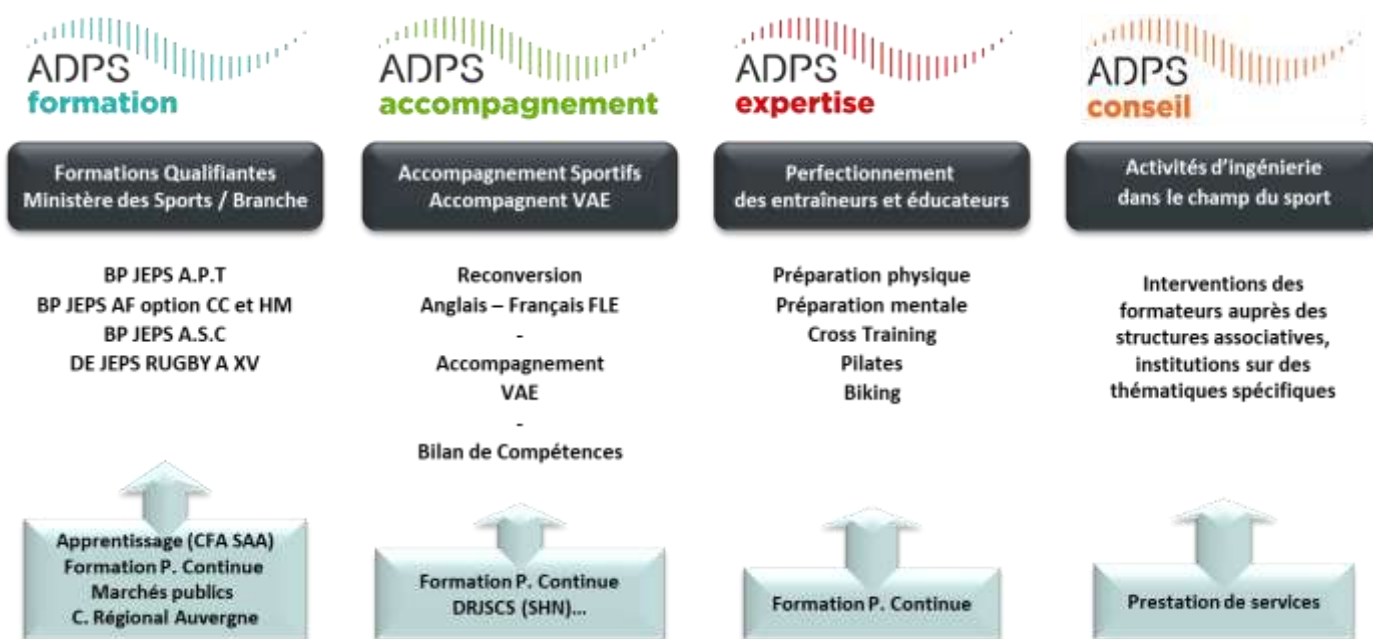 ADPS
formation
Formations Qualifiantes
Ministère des Sports / Branche
BP JEPS A.P.T
BP JEPS AF option CC et HM
BP JEPS A.S.C
DE JEPS RUGBY A XV
Apprentissage (CFA SAA)
Formation P. Continue
Marchés publics
C. Régional Auvergne
ADPS
accompagnement
Accompagnement Sportifs
Accompagnent VAE
Reconversion
Anglais – Français FLE
-
Accompagnement
VAE
-
Bilan de Compétences
Formation P. Continue
DRJSCS (SHN)...
ADPS
expertise
Perfectionnement
des entraîneurs et éducateurs
Préparation physique
Préparation mentale
Cross Training
Pilates
Biking
Formation P. Continue
ADPS
conseil
Activités d'ingénierie
dans le champ du sport
Interventions des
formateurs auprès des
structures associatives,
institutions sur des
thématiques spécifiques
Prestation de services